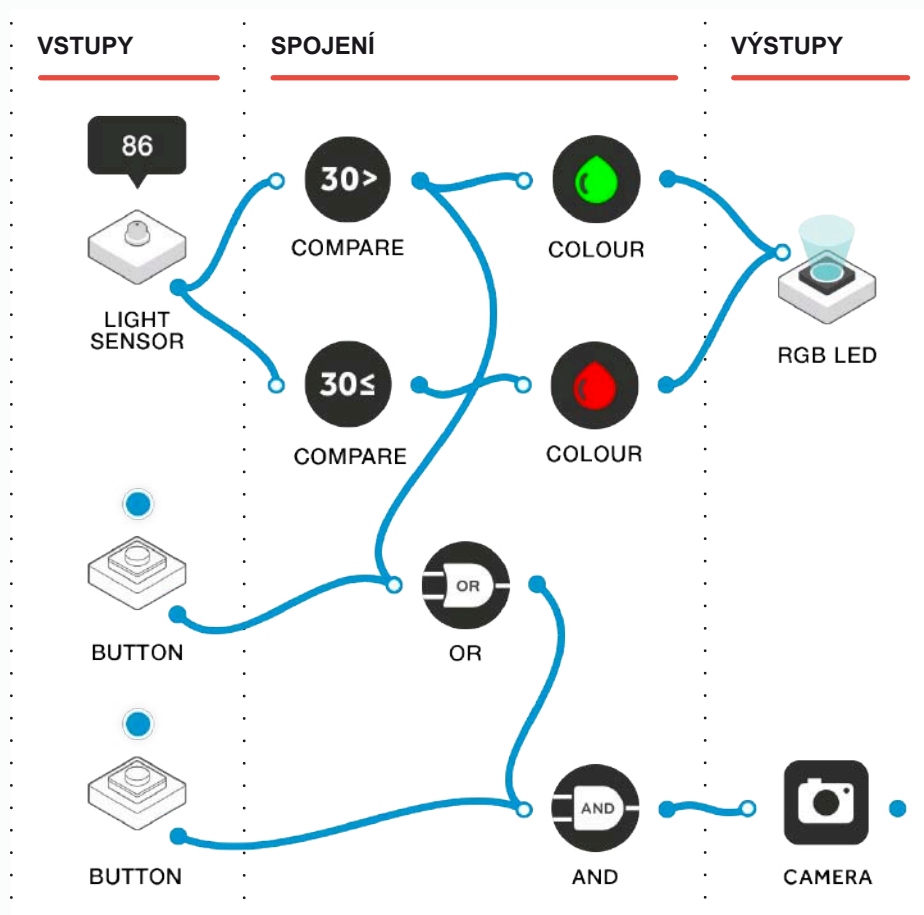 VSTUPY
SPOJENÍ
VÝSTUPY
86
30>
COMPARE
COLOUR
LIGHT
SENSOR
RGB LED
30≤
COMPARE
COLOUR
BUTTON
OR
OR
BUTTON
AND
AND
CAMERA